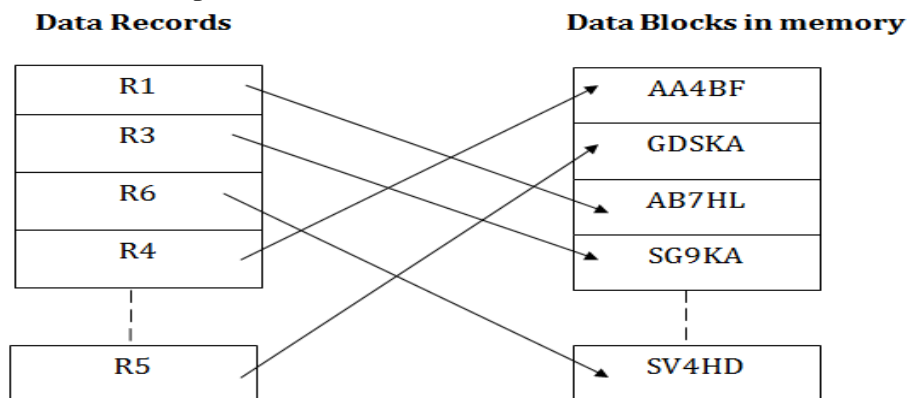 Data Records
Data Blocks in memory
R1
R3
R6
R4
R5
AA4BF
GDSKA
AB7HL
SG9KA
SV4HD